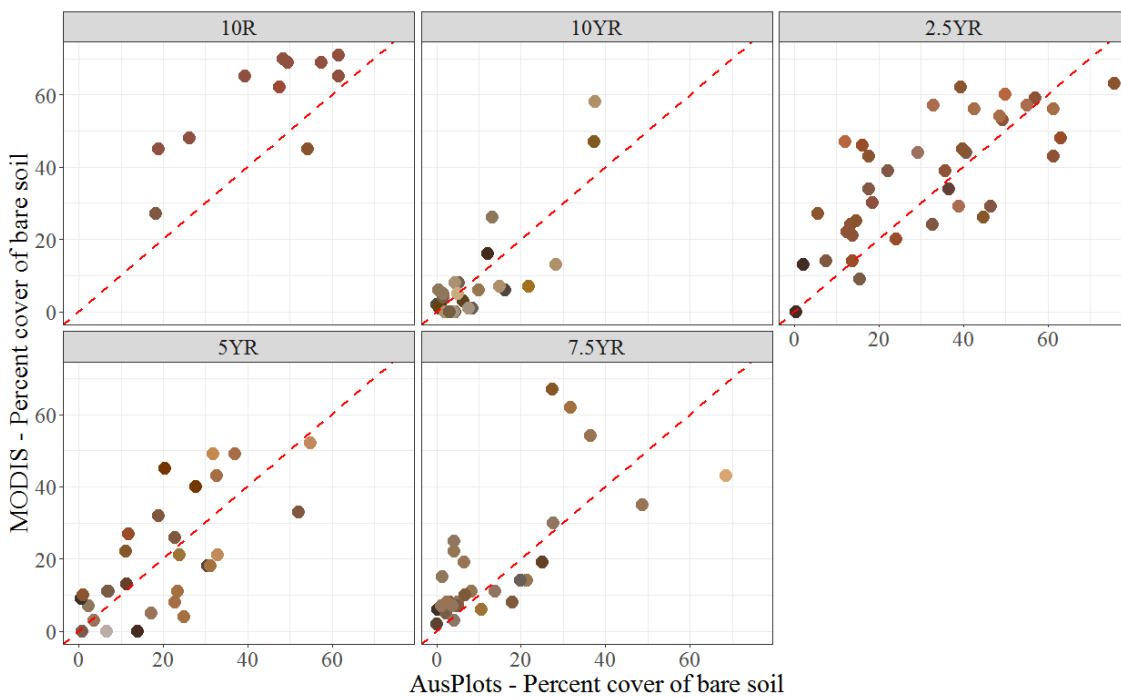 10R 10YR 2.5YR
60
40
20
0
0 20 40 60
5YR 7.5YR
60
40
20
0
0 20 40 60 0 20 40 60
MODIS - Percent cover of bare soil
AusPlots - Percent cover of bare soil